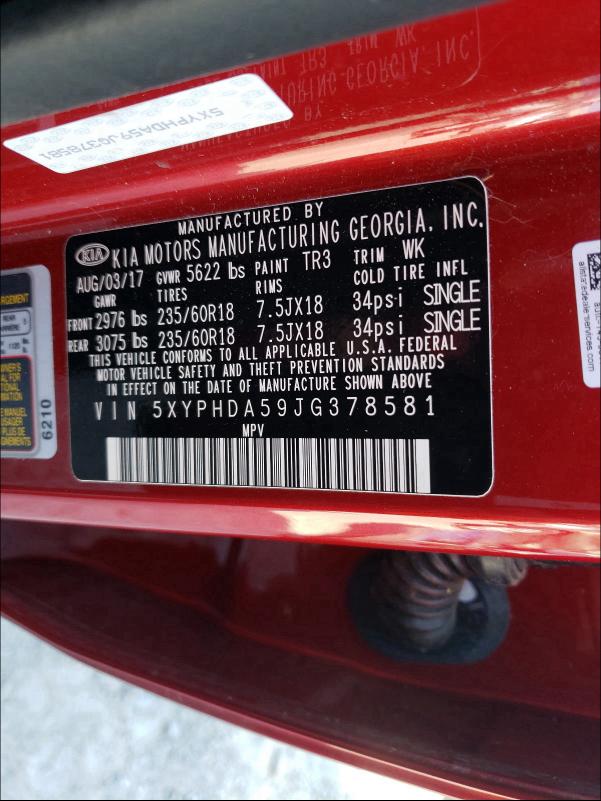 5XYPHDA59JG378581
MANUFACTURED BY
KIA KIA MOTORS MANUFACTURING GEORGIA, INC.
AUG/03/17 GVWR 5622 lbs PAINT TR3 TRIM WK
GAWR TIRES RIMS COLD TIRE INFL
FRONT 2976 lbs 235/60R18 7.5JX18 34psi SINGLE
REAR 3075 lbs 235/60R18 7.5JX18 34psi SINGLE
THIS VEHICLE CONFORMS TO ALL APPLICABLE U.S.A. FEDERAL
MOTOR VEHICLE SAFETY AND THEFT PREVENTION STANDARDS
IN EFFECT ON THE DATE OF MANUFACTURE SHOWN ABOVE
VIN 5XYPHDA59JG378581
MPV
6210